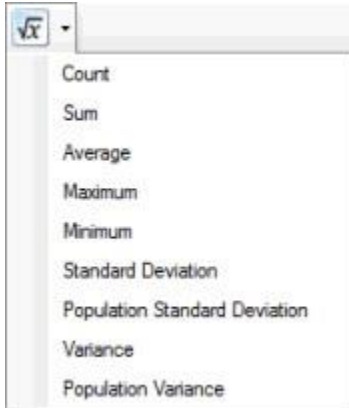 √x
Count
Sum
Average
Maximum
Minimum
Standard Deviation
Population Standard Deviation
Variance
Population Variance